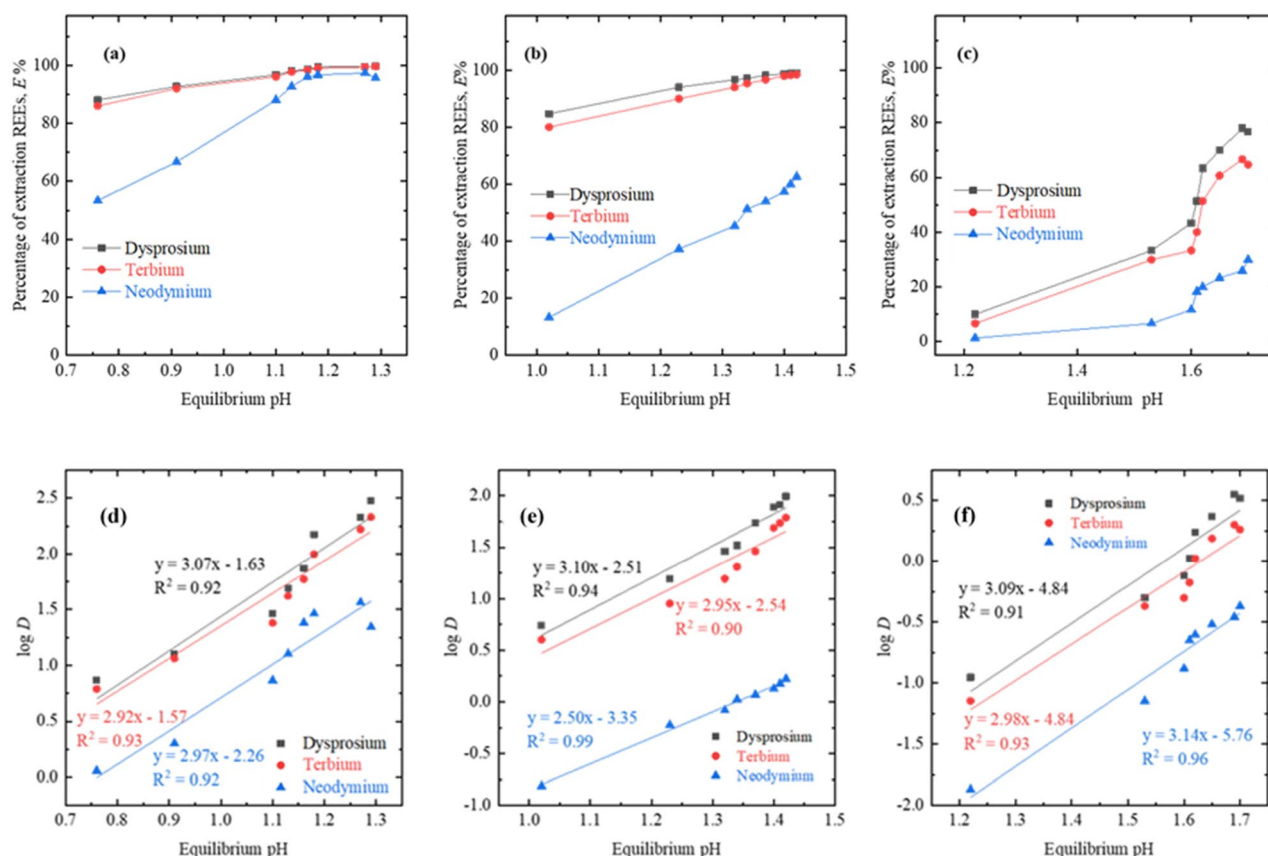 (a)
Percentage of extraction REEs, E%
100
80
60
40
20
0
Dysprosium
Terbium
Neodymium
0.7 0.8 0.9 1.0 1.1 1.2 1.3
Equilibrium pH
(b)
Percentage of extraction REEs, E%
100
80
60
40
20
0
Dysprosium
Terbium
Neodymium
1.0 1.1 1.2 1.3 1.4 1.5
Equilibrium pH
(c)
Percentage of extraction REEs, E%
100
80
60
40
20
0
Dysprosium
Terbium
Neodymium
1.2 1.4 1.6
Equilibrium pH
(d)
log D
2.5
2.0
1.5
1.0
0.5
0.0
y = 3.07x - 1.63
R² = 0.92
y = 2.92x - 1.57
R² = 0.93
y = 2.97x - 2.26
R² = 0.92
Dysprosium
Terbium
Neodymium
0.7 0.8 0.9 1.0 1.1 1.2 1.3
Equilibrium pH
(e)
log D
2.0
1.5
1.0
0.5
0.0
-0.5
-1.0
y = 3.10x - 2.51
R² = 0.94
y = 2.95x - 2.54
R² = 0.90
y = 2.50x - 3.35
R² = 0.99
Dysprosium
Terbium
Neodymium
1.0 1.1 1.2 1.3 1.4 1.5
Equilibrium pH
(f)
log D
0.5
0.0
-0.5
-1.0
-1.5
-2.0
Dysprosium
Terbium
Neodymium
y = 3.09x - 4.84
R² = 0.91
y = 2.98x - 4.84
R² = 0.93
y = 3.14x - 5.76
R² = 0.96
1.2 1.3 1.4 1.5 1.6 1.7
Equilibrium pH